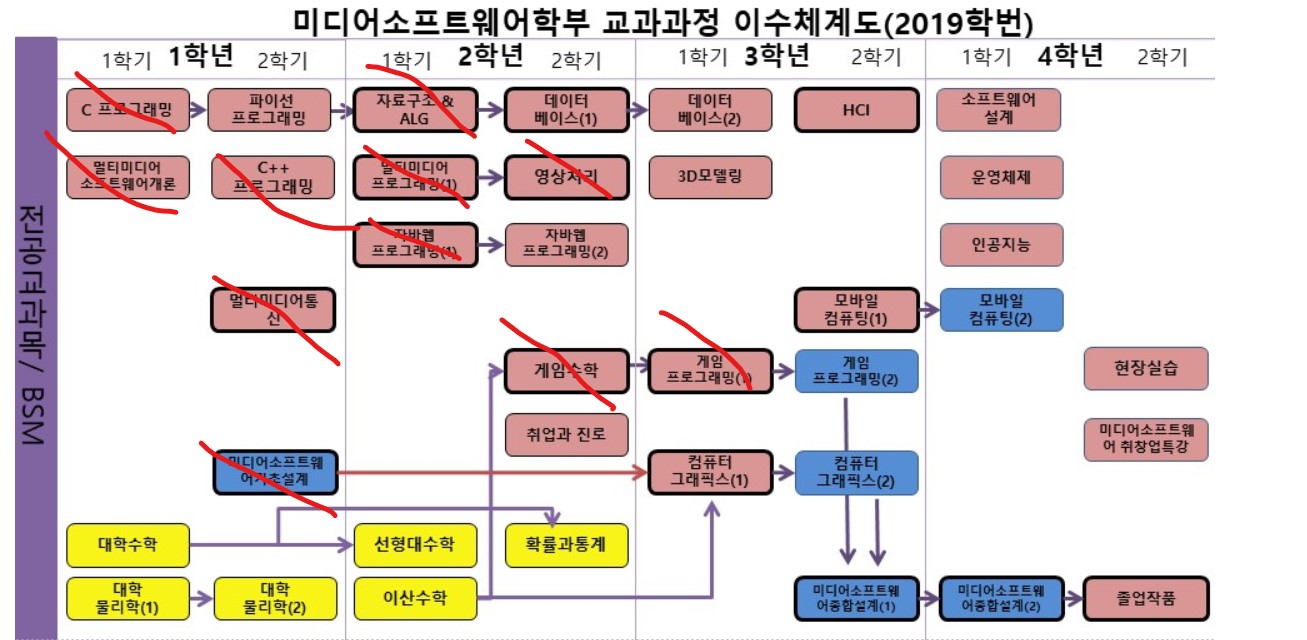 미디어소프트웨어학부 교과과정 이수체계도(2019학번)
1학기 1학년 2학기
1학기 2학년 2학기
1학기 3학년 2학기
1학기 4학년 2학기
전공교과목/ BSM
C 프로그래밍
파이선
프로그래밍
자료구조 &
ALG
데이터
베이스(1)
데이터
베이스(2)
HCI
소프트웨어
설계
멀티미디어
소프트웨어개론
C++
프로그래밍
멀티미디어
프로그래밍(1)
영상처리
3D모델링
운영체제
자바웹
프로그래밍(1)
자바웹
프로그래밍(2)
인공지능
멀티미디어통
신
모바일
컴퓨팅(1)
모바일
컴퓨팅(2)
게임수학
게임
프로그래밍(1)
게임
프로그래밍(2)
현장실습
취업과 진로
미디어소프트웨
어 취창업특강
미디어소프트웨
어기초설계
컴퓨터
그래픽스(1)
컴퓨터
그래픽스(2)
대학수학
선형대수학
확률과통계
대학
물리학(1)
대학
물리학(2)
이산수학
미디어소프트웨
어종합설계(1)
미디어소프트웨
어종합설계(2)
졸업작품